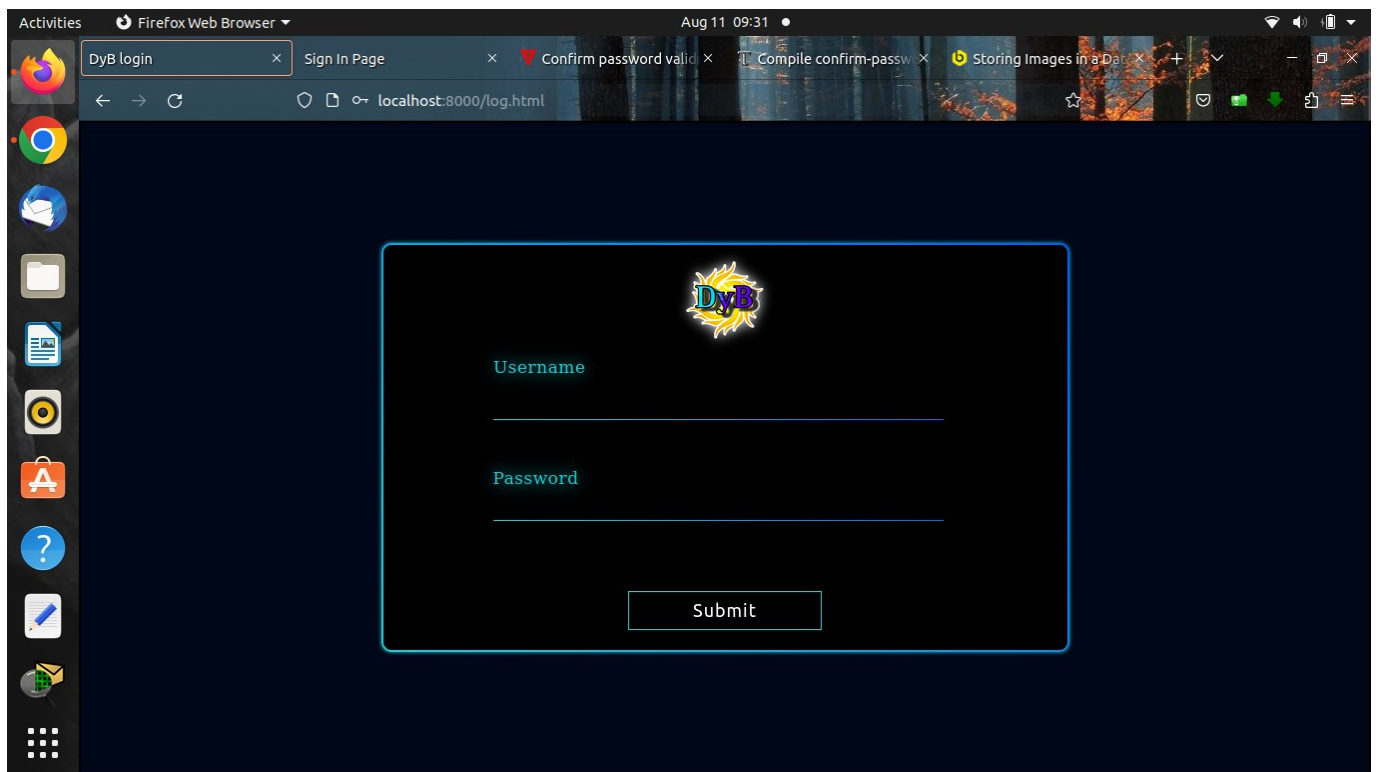 Activities Firefox Web Browser Aug 11 09:31
DyB login Sign In Page Confirm password valid Compile confirm-passw Storing Images in a Dat
localhost:8000/log.html
DyB
Username
Password
Submit